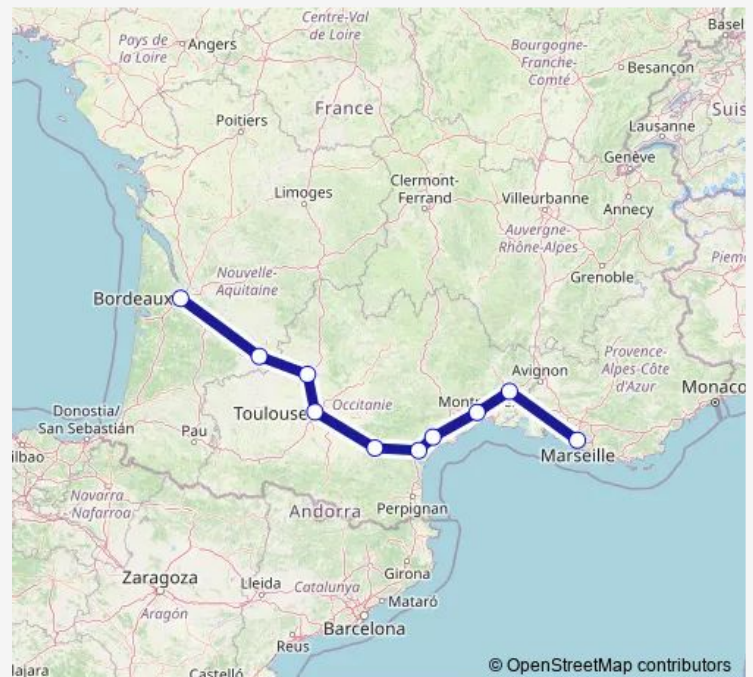 Centre-Val
de Loire
Basel
Pays de
la Loire
Angers
Bourgogne-
Franche-
Comté
Besançon
France
Poitiers
Suis
Lausanne
Genève
Limoges
Clermont-
Ferrand
Villeurbanne
Annecy
Auvergne-
Rhône-Alpes
Nouvelle-
Aquitaine
Grenoble
Piem
Bordeaux
Provence-
Alpes-Côte
d'Azur
Avignon
Monaco
Donostia/
San Sebastián
Toulouse
Occitanie
Mont
Pau
Marseille
ilbao
Navarra
Nafarroa
Andorra
Perpignan
Girona
Zaragoza
Lleida
Catalunya
Mataró
Aragón
Barcelona
Reus
lajara
Castelló
© OpenStreetMap contributors